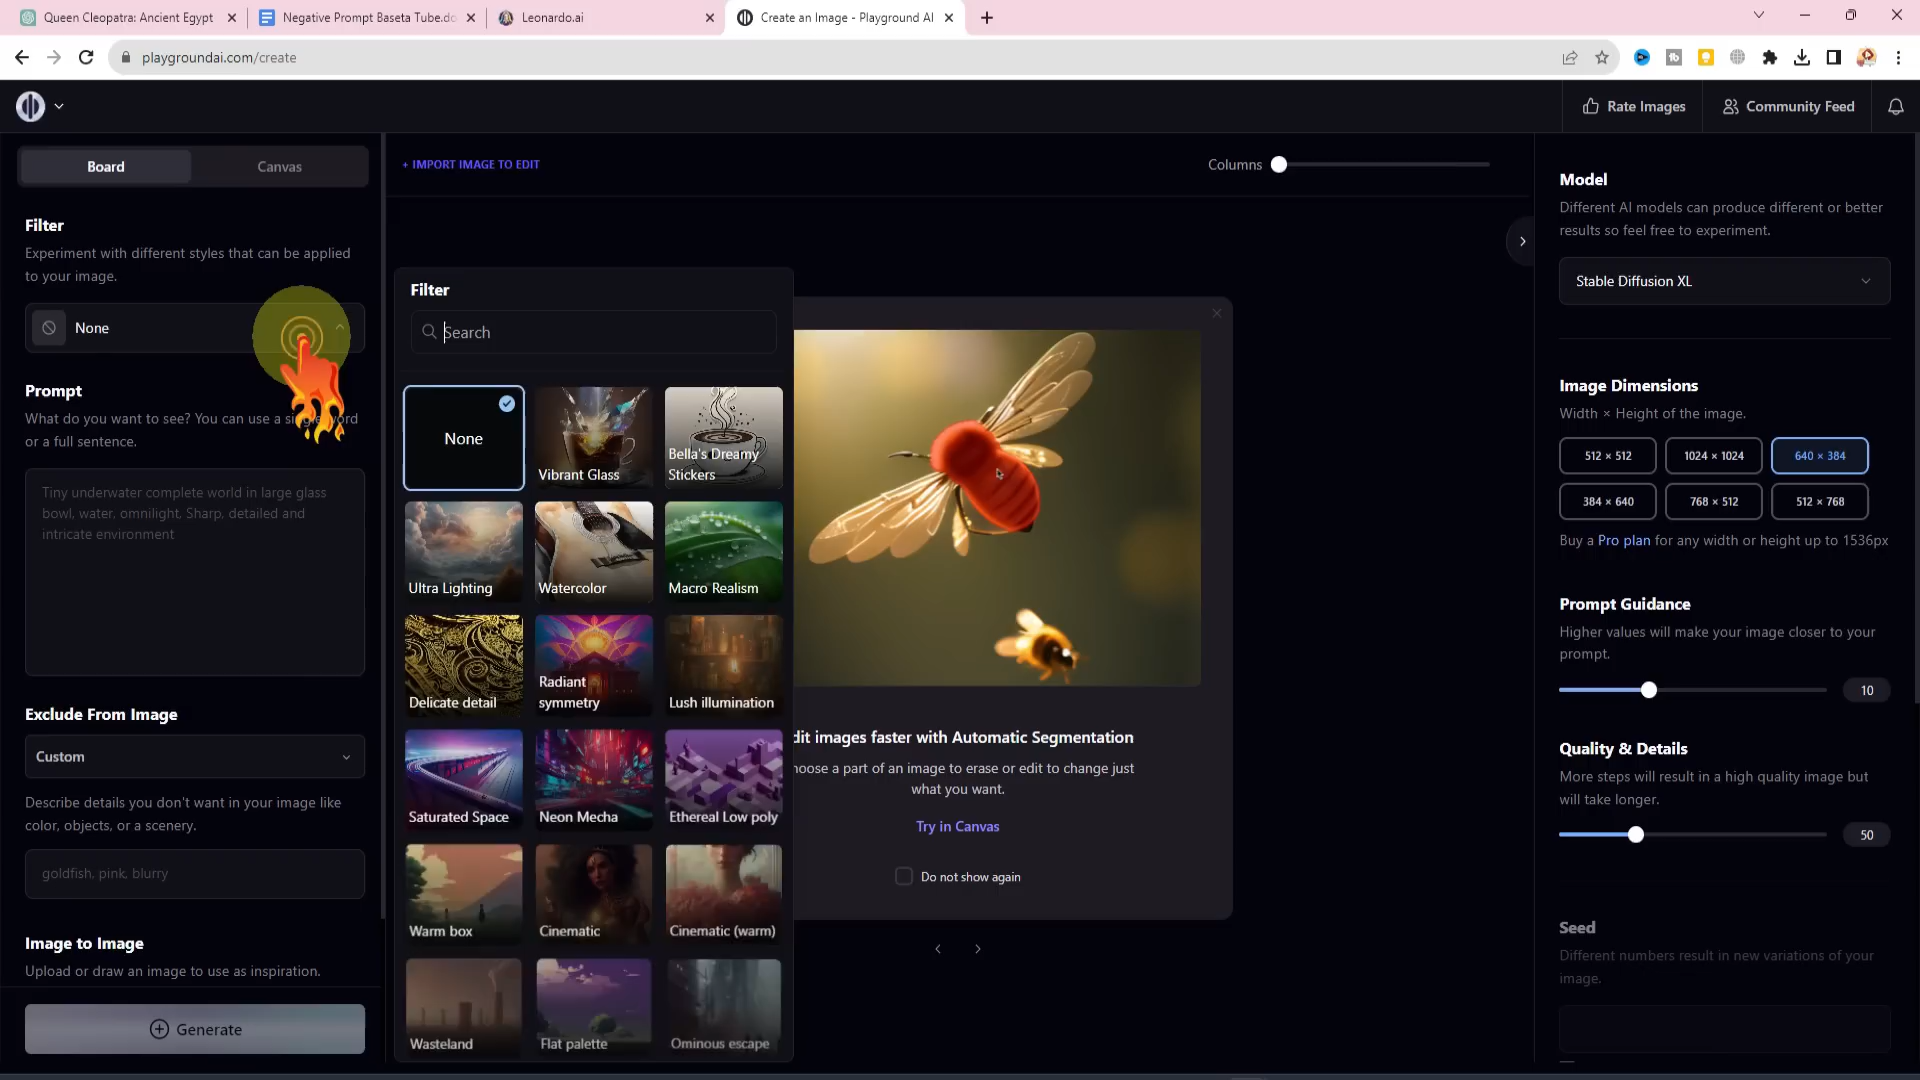 Queen Cleopatra: Ancient Egypt
Negative Prompt Baseta Tube.do
Leonardo.ai
Create an Image - Playground AI
playgroundai.com/create
Rate Images
Community Feed
Board
Canvas
+ IMPORT IMAGE TO EDIT
Columns
Filter
Experiment with different styles that can be applied
to your image.
None
Prompt
What do you want to see? You can use a single word
or a full sentence.
Tiny underwater complete world in large glass
bowl, water, omnilight, Sharp, detailed and
intricate environment
Exclude From Image
Custom
Describe details you don't want in your image like
color, objects, or a scenery.
goldfish, pink, blurry
Image to Image
Upload or draw an image to use as inspiration.
Generate
Filter
Search
None
Vibrant Glass
Bella's Dreamy
Stickers
Ultra Lighting
Watercolor
Macro Realism
Delicate detail
Radiant
symmetry
Lush illumination
Saturated Space
Neon Mecha
Ethereal Low poly
Warm box
Cinematic
Cinematic (warm)
Wasteland
Flat palette
Ominous escape
dit images faster with Automatic Segmentation
hoose a part of an image to erase or edit to change just
what you want.
Try in Canvas
Do not show again
Model
Different AI models can produce different or better
results so feel free to experiment.
Stable Diffusion XL
Image Dimensions
Width × Height of the image.
512 × 512
1024 × 1024
640 × 384
384 × 640
768 × 512
512 × 768
Buy a Pro plan for any width or height up to 1536px
Prompt Guidance
Higher values will make your image closer to your
prompt.
10
Quality & Details
More steps will result in a high quality image but
will take longer.
50
Seed
Different numbers result in new variations of your
image.